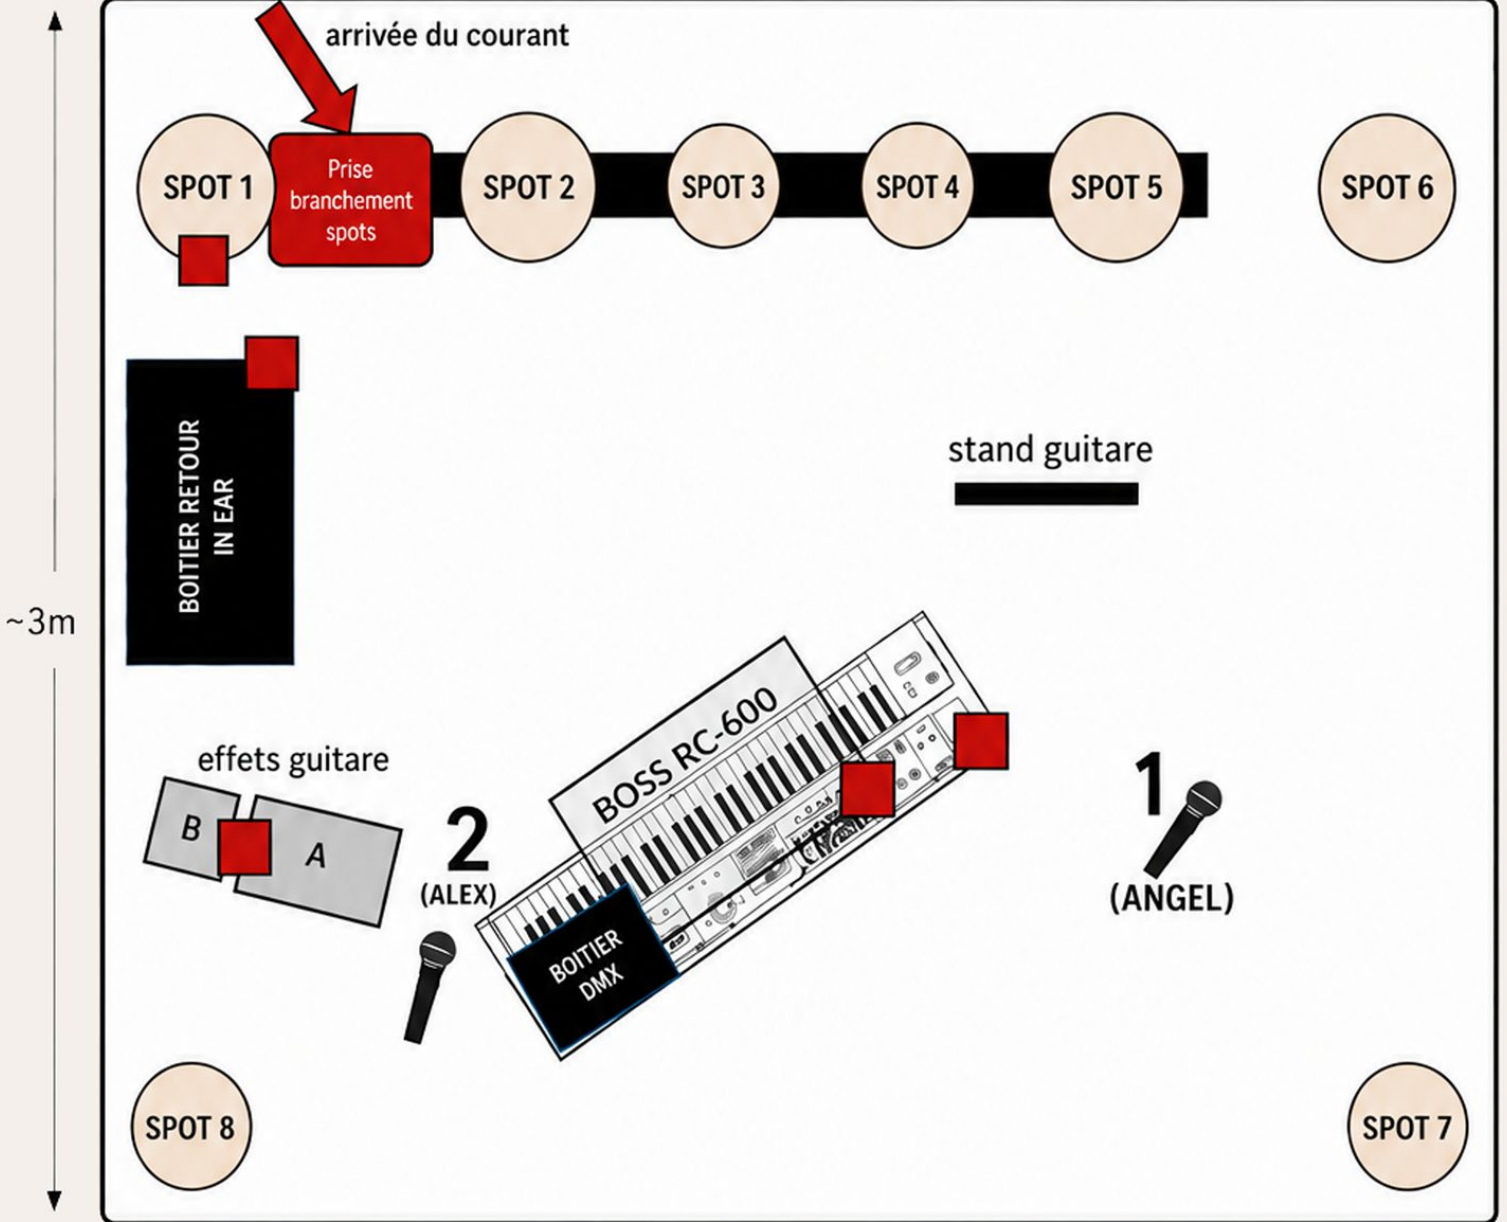 arrivée du courant
SPOT 1
Prise
branchement
spots
SPOT 2
SPOT 3
SPOT 4
SPOT 5
SPOT 6
BOITIER RETOUR
IN EAR
stand guitare
~3m
BOSS RC-600
effets guitare
B
A
2
(ALEX)
1
(ANGEL)
BOITIER
DMX
SPOT 8
SPOT 7